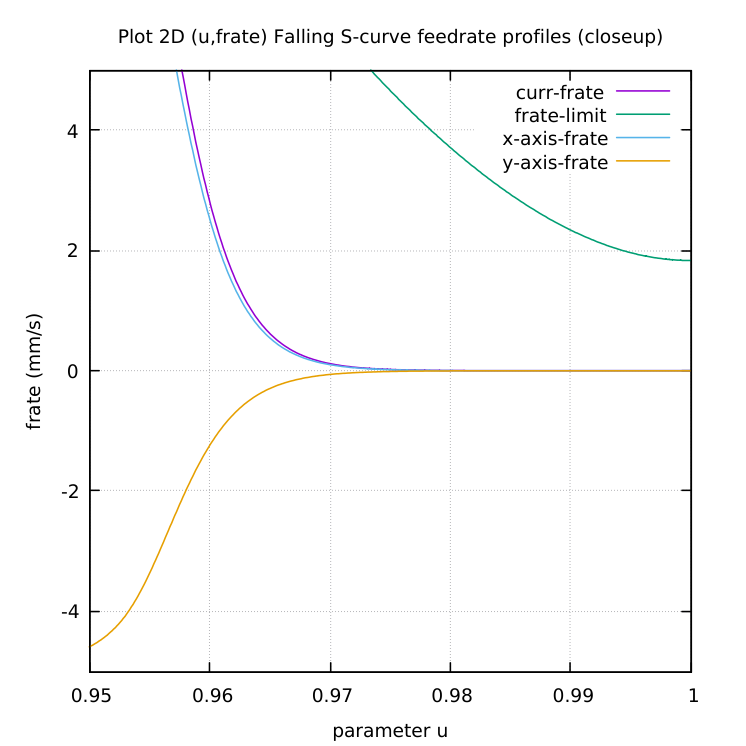 Plot 2D (u,frate) Falling S-curve feedrate profiles (closeup)
curr-frate
frate-limit
x-axis-frate
y-axis-frate
4
2
0
-2
-4
frate (mm/s)
0.95 0.96 0.97 0.98 0.99 1
parameter u